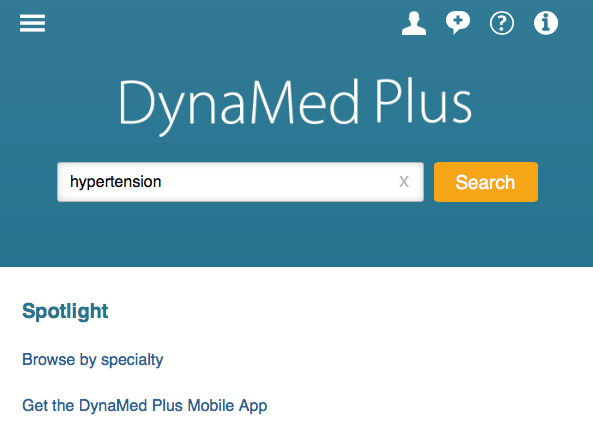 DynaMed Plus
hypertension x Search
Spotlight
Browse by specialty
Get the DynaMed Plus Mobile App